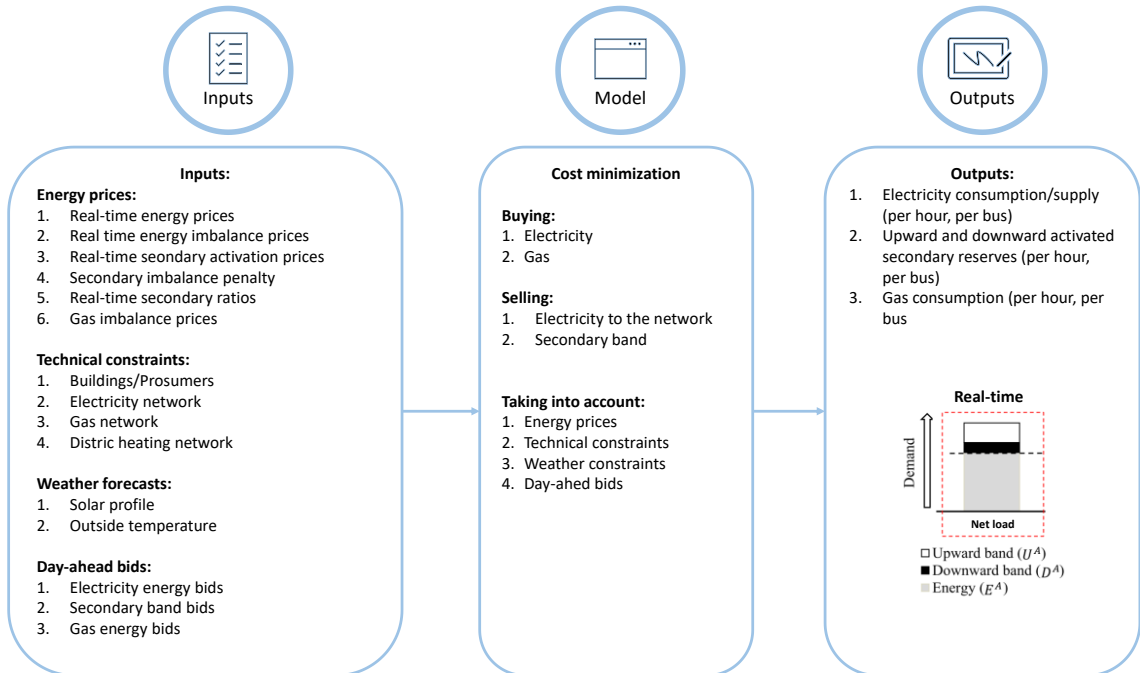 Inputs
Model
Outputs
Inputs:
Energy prices:
1. Real-time energy prices
2. Real time energy imbalance prices
3. Real-time seondary activation prices
4. Secondary imbalance penalty
5. Real-time secondary ratios
6. Gas imbalance prices
Technical constraints:
1. Buildings/Prosumers
2. Electricity network
3. Gas network
4. Distric heating network
Weather forecasts:
1. Solar profile
2. Outside temperature
Day-ahead bids:
1. Electricity energy bids
2. Secondary band bids
3. Gas energy bids
Cost minimization
Buying:
1. Electricity
2. Gas
Selling:
1. Electricity to the network
2. Secondary band
Taking into account:
1. Energy prices
2. Technical constraints
3. Weather constraints
4. Day-ahed bids
Outputs:
1. Electricity consumption/supply
(per hour, per bus)
2. Upward and downward activated
secondary reserves (per hour,
per bus)
3. Gas consumption (per hour, per
bus
Real-time
Demand
Net load
Upward band (U^A)
Downward band (D^A)
Energy (E^A)